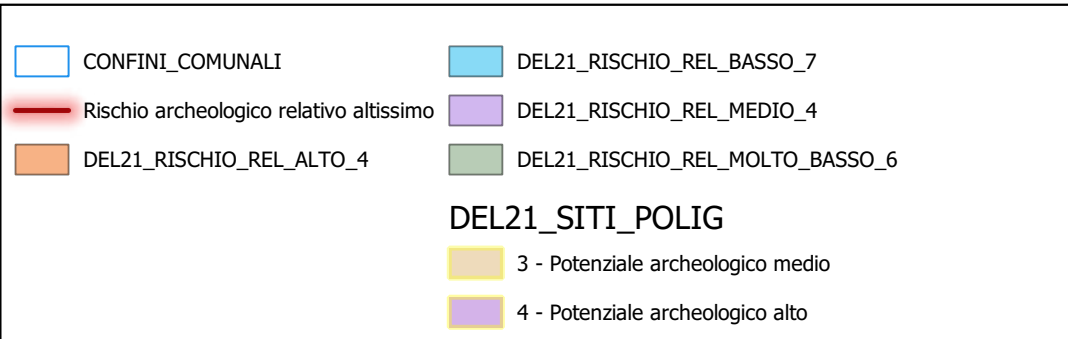 CONFINI_COMUNALI
Rischio archeologico relativo altissimo
DEL21_RISCHIO_REL_ALTO_4
DEL21_RISCHIO_REL_BASSO_7
DEL21_RISCHIO_REL_MEDIO_4
DEL21_RISCHIO_REL_MOLTO_BASSO_6
DEL21_SITI_POLIG
3 - Potenziale archeologico medio
4 - Potenziale archeologico alto